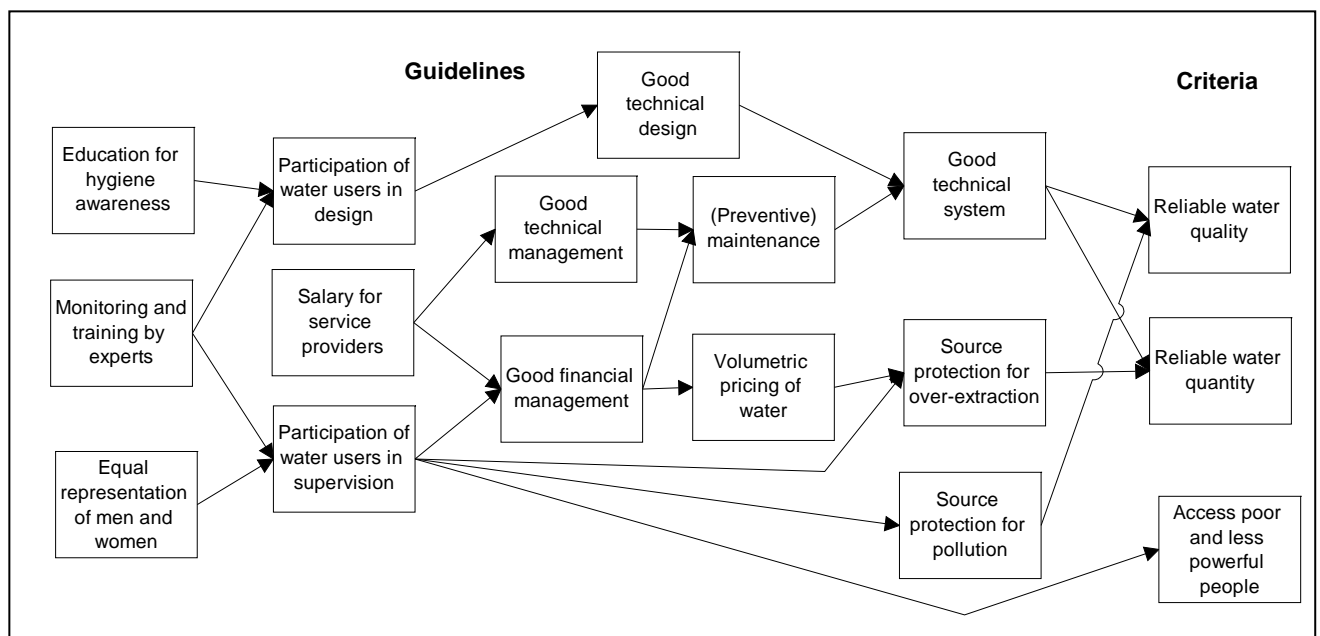 Guidelines
Criteria
Education for
hygiene
awareness
Monitoring and
training by
experts
Equal
representation
of men and
women
Participation of
water users in
design
Salary for
service
providers
Participation of
water users in
supervision
Good
technical
management
Good financial
management
Good
technical
design
(Preventive)
maintenance
Volumetric
pricing of
water
Good
technical
system
Source
protection for
over-extraction
Source
protection for
pollution
Reliable water
quality
Reliable water
quantity
Access poor
and less
powerful
people